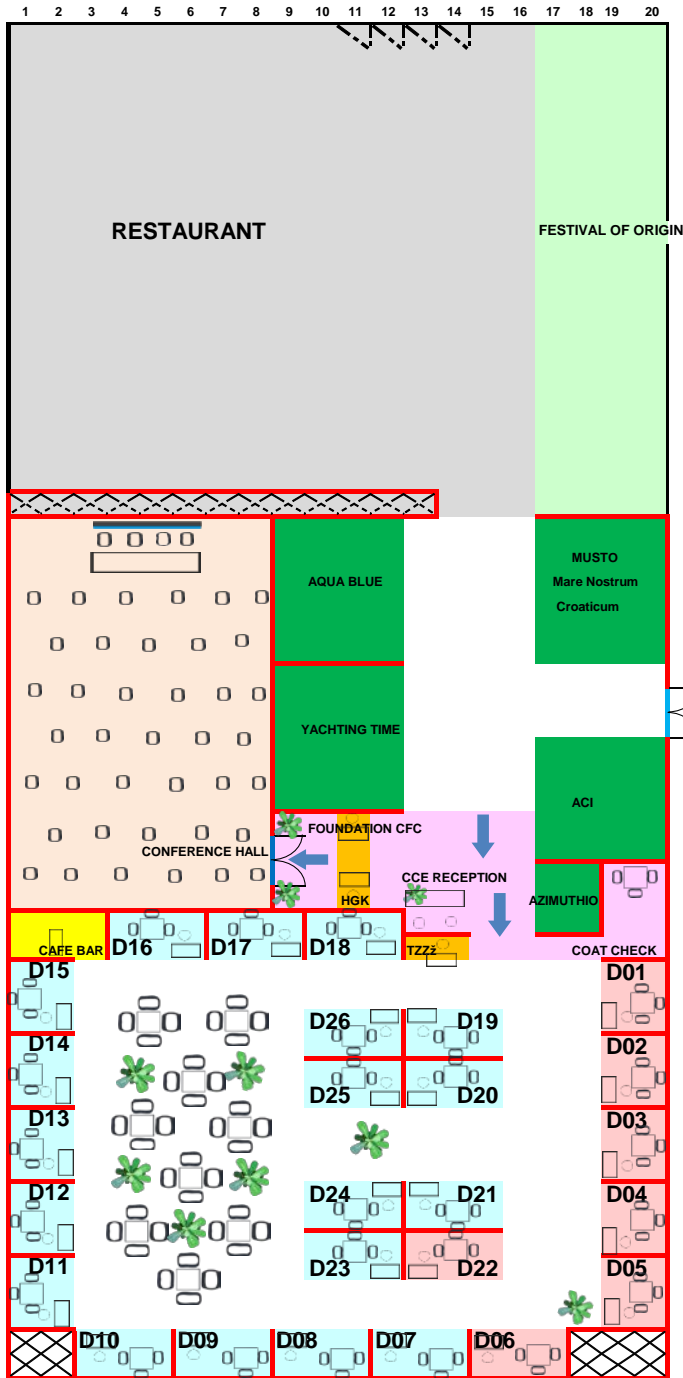 1 2 3 4 5 6 7 8 9 10 11 12 13 14 15 16 17 18 19 20
RESTAURANT
FESTIVAL OF ORIGIN
MUSTO
AQUA BLUE
Mare Nostrum
Croaticum
YACHTING TIME
ACI
FOUNDATION CFC
CONFERENCE HALL
CCE RECEPTION
HGK
AZIMUTHIO
CAFE BAR
D16
D17
D18
TZZž
COAT CHECK
D15
D01
D26
D19
D14
D02
D25
D20
D13
D03
D12
D24
D21
D04
D11
D23
D22
D05
D10
D09
D08
D07
D06